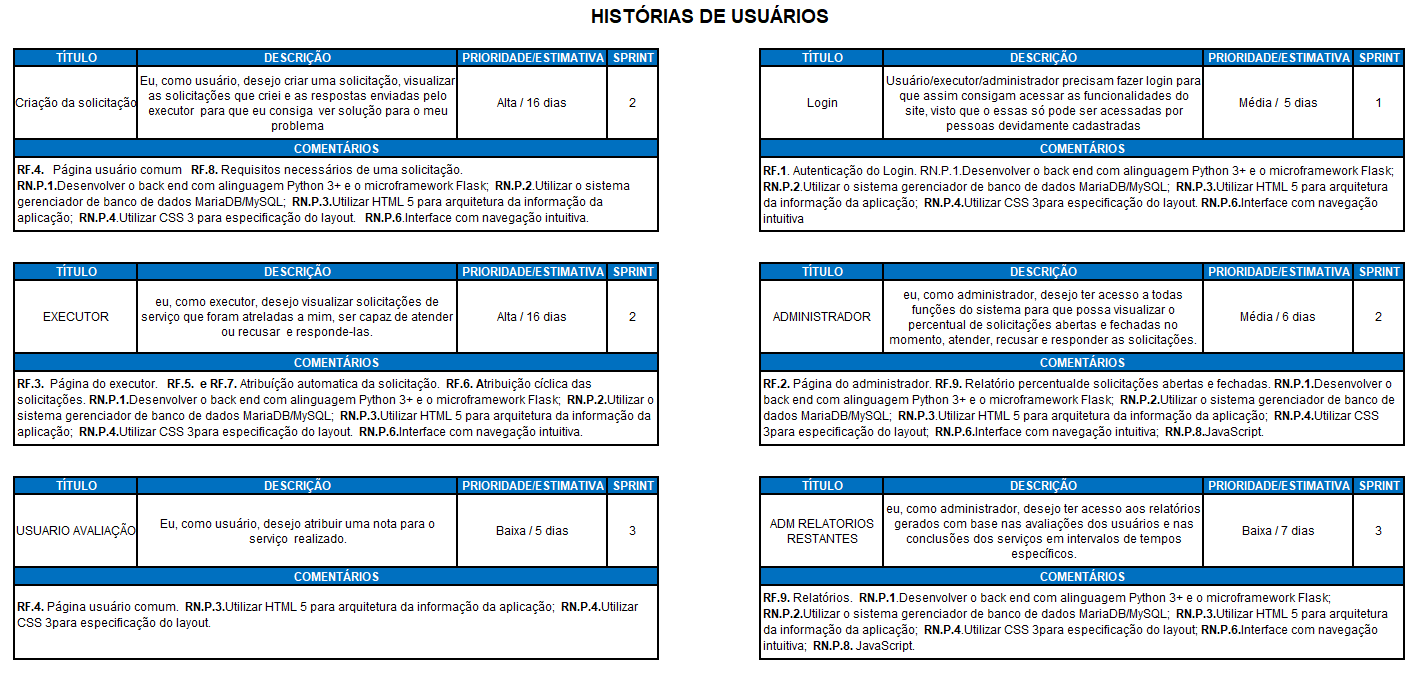 HISTÓRIAS DE USUÁRIOS
TÍTULO DESCRIÇÃO PRIORIDADE/ESTIMATIVA SPRINT
Criação da solicitação
Eu, como usuário, desejo criar uma solicitação, visualizar
as solicitações que criei e as respostas enviadas pelo
executor para que eu consiga ver solução para o meu
problema
Alta / 16 dias
2
COMENTÁRIOS
RF.4. Página usuário comum RF.8. Requisitos necessários de uma solicitação.
RN.P.1.Desenvolver o back end com alinguagem Python 3+ e o microframework Flask; RN.P.2.Utilizar o sistema
gerenciador de banco de dados MariaDB/MySQL; RN.P.3.Utilizar HTML 5 para arquitetura da informação da
aplicação; RN.P.4.Utilizar CSS 3 para especificação do layout. RN.P.6.Interface com navegação intuitiva.
TÍTULO DESCRIÇÃO PRIORIDADE/ESTIMATIVA SPRINT
Login
Usuário/executor/administrador precisam fazer login para
que assim consigam acessar as funcionalidades do
site, visto que o essas só pode ser acessadas por
pessoas devidamente cadastradas
Média / 5 dias
1
COMENTÁRIOS
RF.1. Autenticação do Login. RN.P.1.Desenvolver o back end com alinguagem Python 3+ e o microframework Flask;
RN.P.2.Utilizar o sistema gerenciador de banco de dados MariaDB/MySQL; RN.P.3.Utilizar HTML 5 para arquitetura
da informação da aplicação; RN.P.4.Utilizar CSS 3para especificação do layout. RN.P.6.Interface com navegação
intuitiva
TÍTULO DESCRIÇÃO PRIORIDADE/ESTIMATIVA SPRINT
EXECUTOR
eu, como executor, desejo visualizar solicitações de
serviço que foram atreladas a mim, ser capaz de atender
ou recusar e responde-las.
Alta / 16 dias
2
COMENTÁRIOS
RF.3. Página do executor. RF.5. e RF.7. Atribuíção automatica da solicitação. RF.6. Atribuição cíclica das
solicitações. RN.P.1.Desenvolver o back end com alinguagem Python 3+ e o microframework Flask; RN.P.2.Utilizar o
sistema gerenciador de banco de dados MariaDB/MySQL; RN.P.3.Utilizar HTML 5 para arquitetura da informação da
aplicação; RN.P.4.Utilizar CSS 3para especificação do layout. RN.P.6.Interface com navegação intuitiva.
TÍTULO DESCRIÇÃO PRIORIDADE/ESTIMATIVA SPRINT
ADMINISTRADOR
eu, como administrador, desejo ter acesso a todas
funções do sistema para que possa visualizar o
percentual de solicitações abertas e fechadas no
momento, atender, recusar e responder as solicitações.
Média / 6 dias
2
COMENTÁRIOS
RF.2. Página do administrador. RF.9. Relatório percentualde solicitações abertas e fechadas. RN.P.1.Desenvolver o
back end com alinguagem Python 3+ e o microframework Flask; RN.P.2.Utilizar o sistema gerenciador de banco de
dados MariaDB/MySQL; RN.P.3.Utilizar HTML 5 para arquitetura da informação da aplicação; RN.P.4.Utilizar CSS
3para especificação do layout; RN.P.6.Interface com navegação intuitiva; RN.P.8.JavaScript.
TÍTULO DESCRIÇÃO PRIORIDADE/ESTIMATIVA SPRINT
USUARIO AVALIAÇÃO
Eu, como usuário, desejo atribuir uma nota para o
serviço realizado.
Baixa / 5 dias
3
COMENTÁRIOS
RF.4. Página usuário comum. RN.P.3.Utilizar HTML 5 para arquitetura da informação da aplicação; RN.P.4.Utilizar
CSS 3para especificação do layout.
TÍTULO DESCRIÇÃO PRIORIDADE/ESTIMATIVA SPRINT
ADM RELATORIOS
RESTANTES
eu, como administrador, desejo ter acesso aos relatórios
gerados com base nas avaliações dos usuários e nas
conclusões dos serviços em intervalos de tempos
específicos.
Baixa / 7 dias
3
COMENTÁRIOS
RF.9. Relatórios. RN.P.1.Desenvolver o back end com alinguagem Python 3+ e o microframework Flask;
RN.P.2.Utilizar o sistema gerenciador de banco de dados MariaDB/MySQL; RN.P.3.Utilizar HTML 5 para arquitetura
da informação da aplicação; RN.P.4.Utilizar CSS 3para especificação do layout; RN.P.6.Interface com navegação
intuitiva; RN.P.8. JavaScript.